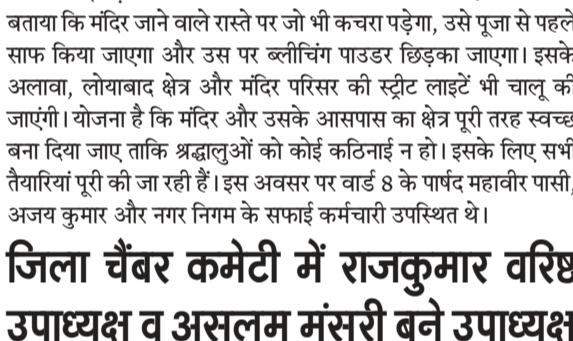 बताया कि मंदिर जाने वाले रास्ते पर जो भी कचरा पड़ेगा, उसे पूजा से पहले
साफ किया जाएगा और उस पर ब्लीचिंग पाउडर छिड़का जाएगा। इसके
अलावा, लोयाबाद क्षेत्र और मंदिर परिसर की स्ट्रीट लाइटें भी चालू की
जाएंगी। योजना है कि मंदिर और उसके आसपास का क्षेत्र पूरी तरह स्वच्छ
बना दिया जाए ताकि श्रद्धालुओं को कोई कठिनाई न हो। इसके लिए सभी
तैयारियां पूरी की जा रही हैं। इस अवसर पर वार्ड 8 के पार्षद महावीर पासी,
अजय कुमार और नगर निगम के सफाई कर्मचारी उपस्थित थे।
जिला चैंबर कमेटी में राजकुमार वरिष्ठ
उपाध्यक्ष व असलम मंसूरी बने उपाध्यक्ष